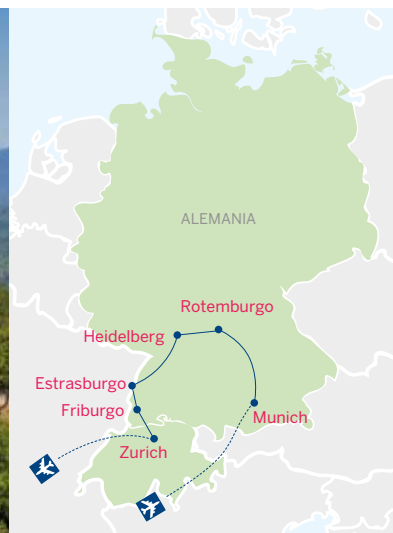 ALEMANIA
Rotemburgo
Heidelberg
Estrasburgo
Friburgo
Munich
Zurich